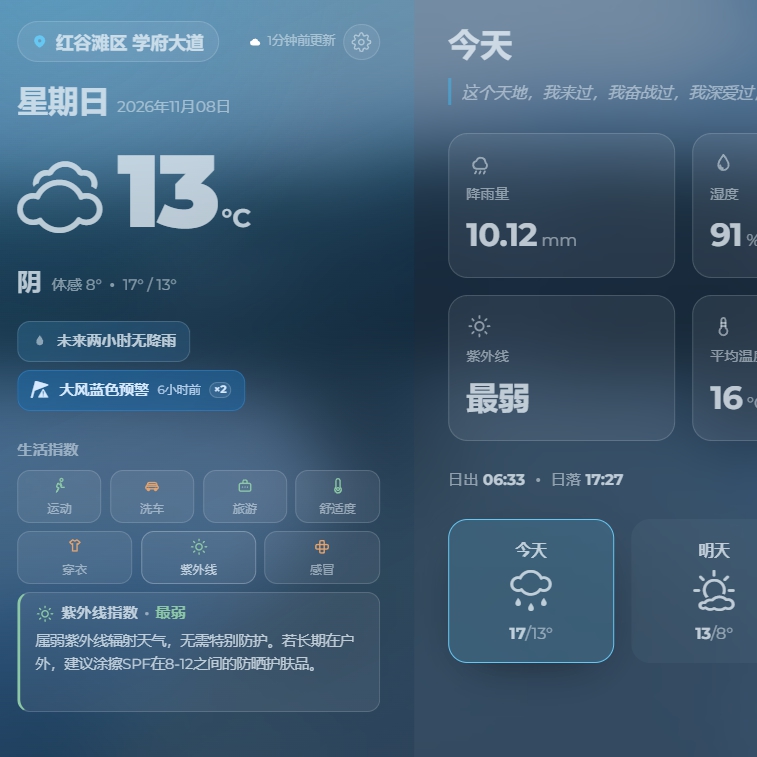 红谷滩区 学府大道
1分钟前更新
星期日 2026年11月08日
13°C
阴 体感 8° • 17° / 13°
未来两小时无降雨
大风蓝色预警 6小时前 ×2
生活指数
运动 洗车 旅游 舒适度
穿衣 紫外线 感冒
紫外线指数 · 最弱
属弱紫外线辐射天气，无需特别防护。若长期在户
外，建议涂擦SPF在8-12之间的防晒护肤品。
今天
这个天地，我来过，我奋战过，我深爱过，
降雨量
10.12 mm
湿度
91 %
紫外线
最弱
平均温
16 °
日出 06:33 • 日落 17:27
今天
17/13°
明天
13/8°